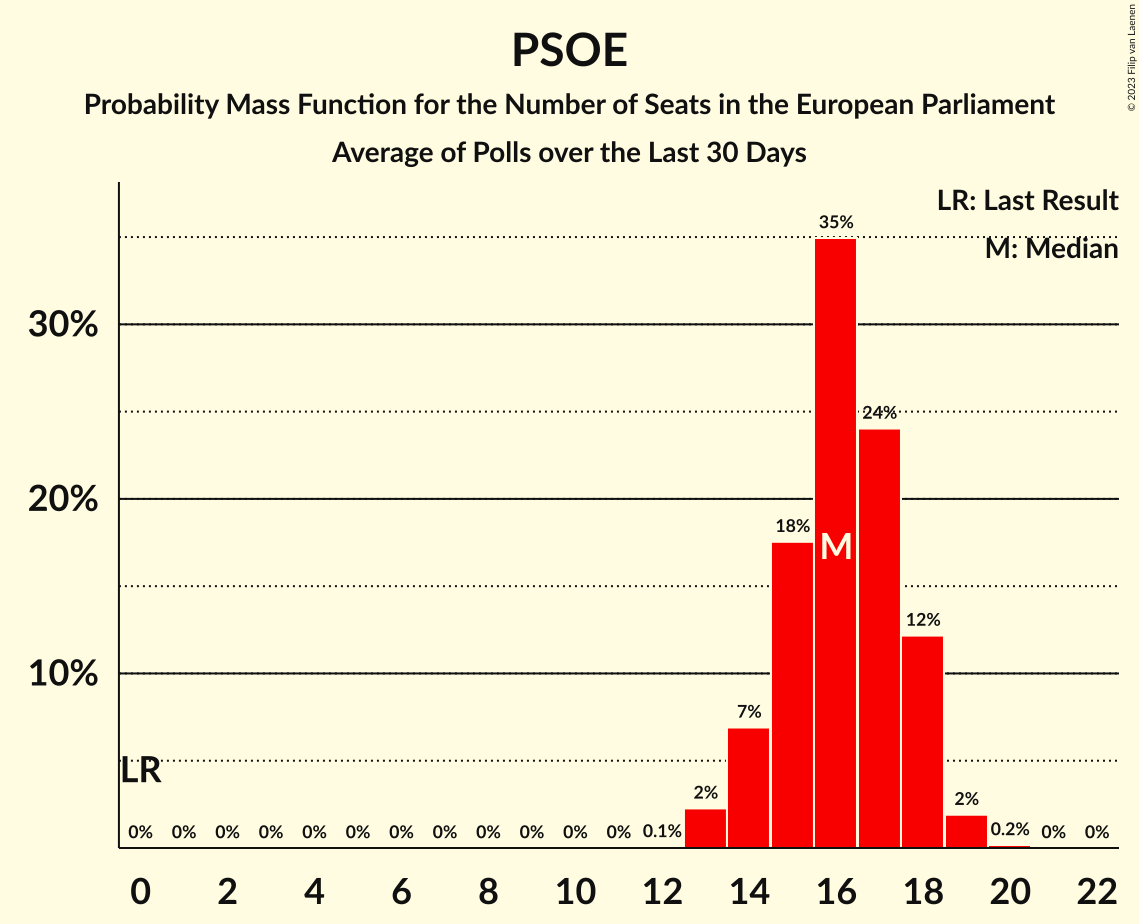 PSOE
Probability Mass Function for the Number of Seats in the European Parliament
Average of Polls over the Last 30 Days
© 2023 Filip van Laenen
LR: Last Result
M: Median
35%
30%
24%
20%
18%
M
12%
10%
7%
LR
2%
2%
0% 0% 0% 0% 0% 0% 0% 0% 0% 0% 0% 0% 0.1% 0.2% 0% 0%
0 2 4 6 8 10 12 14 16 18 20 22